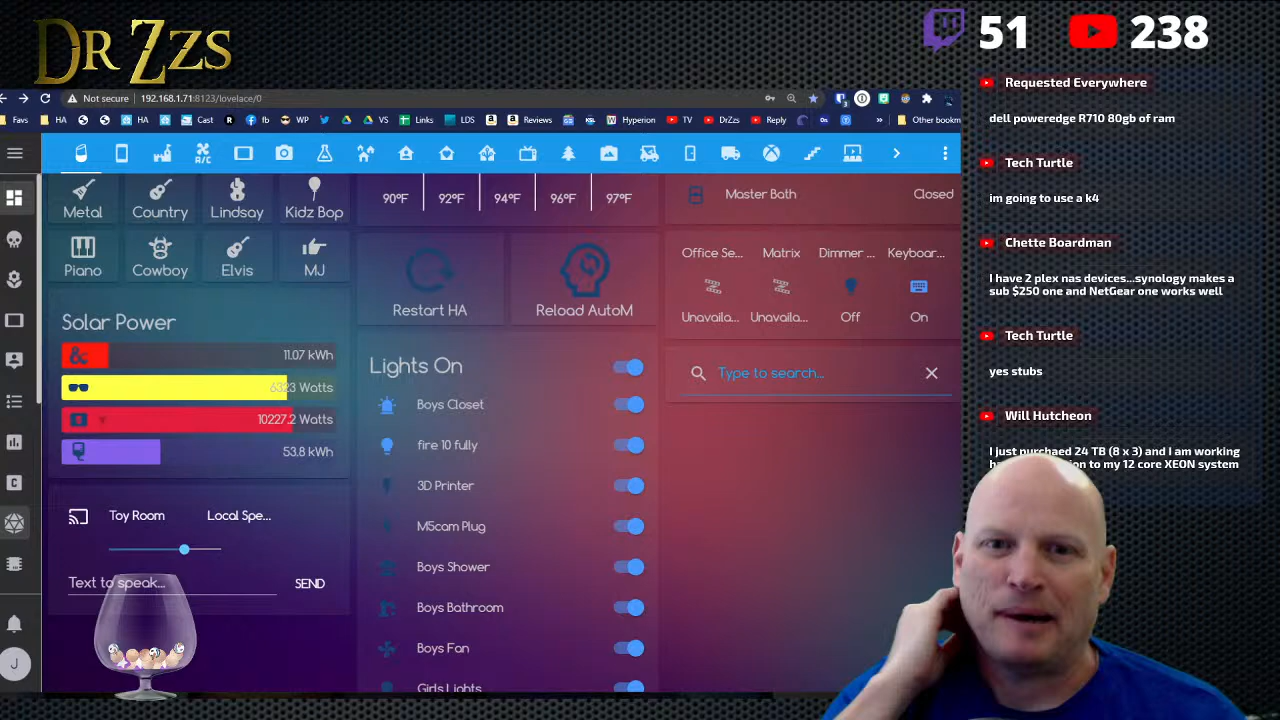 DR ZZS
51
238
Not secure 192.168.1.71:8123/lovelace/0
Favs HA HA Cast fb WP Drive VS Links LDS Reviews Hyperion TV DrZzs Reply » Other bookm
A/C
Metal Country Lindsay Kidz Bop
Piano Cowboy Elvis MJ
Solar Power
11.07 kWh
6323 Watts
10227.2 Watts
53.8 kWh
Toy Room Local Spe...
Text to speak... SEND
J
90°F 92°F 94°F 96°F 97°F
Restart HA Reload AutoM
Lights On
Boys Closet
fire 10 fully
3D Printer
M5cam Plug
Boys Shower
Boys Bathroom
Boys Fan
Girls Lights
Master Bath Closed
Office Se... Matrix Dimmer ... Keyboar...
Unavaila... Unavaila... Off On
Type to search...
Requested Everywhere
dell poweredge R710 80gb of ram
Tech Turtle
im going to use a k4
Chette Boardman
I have 2 plex nas devices...synology makes a
sub $250 one and NetGear one works well
Tech Turtle
yes stubs
Will Hutcheon
I just purchaed 24 TB (8 x 3) and I am working
to my 12 core XEON system